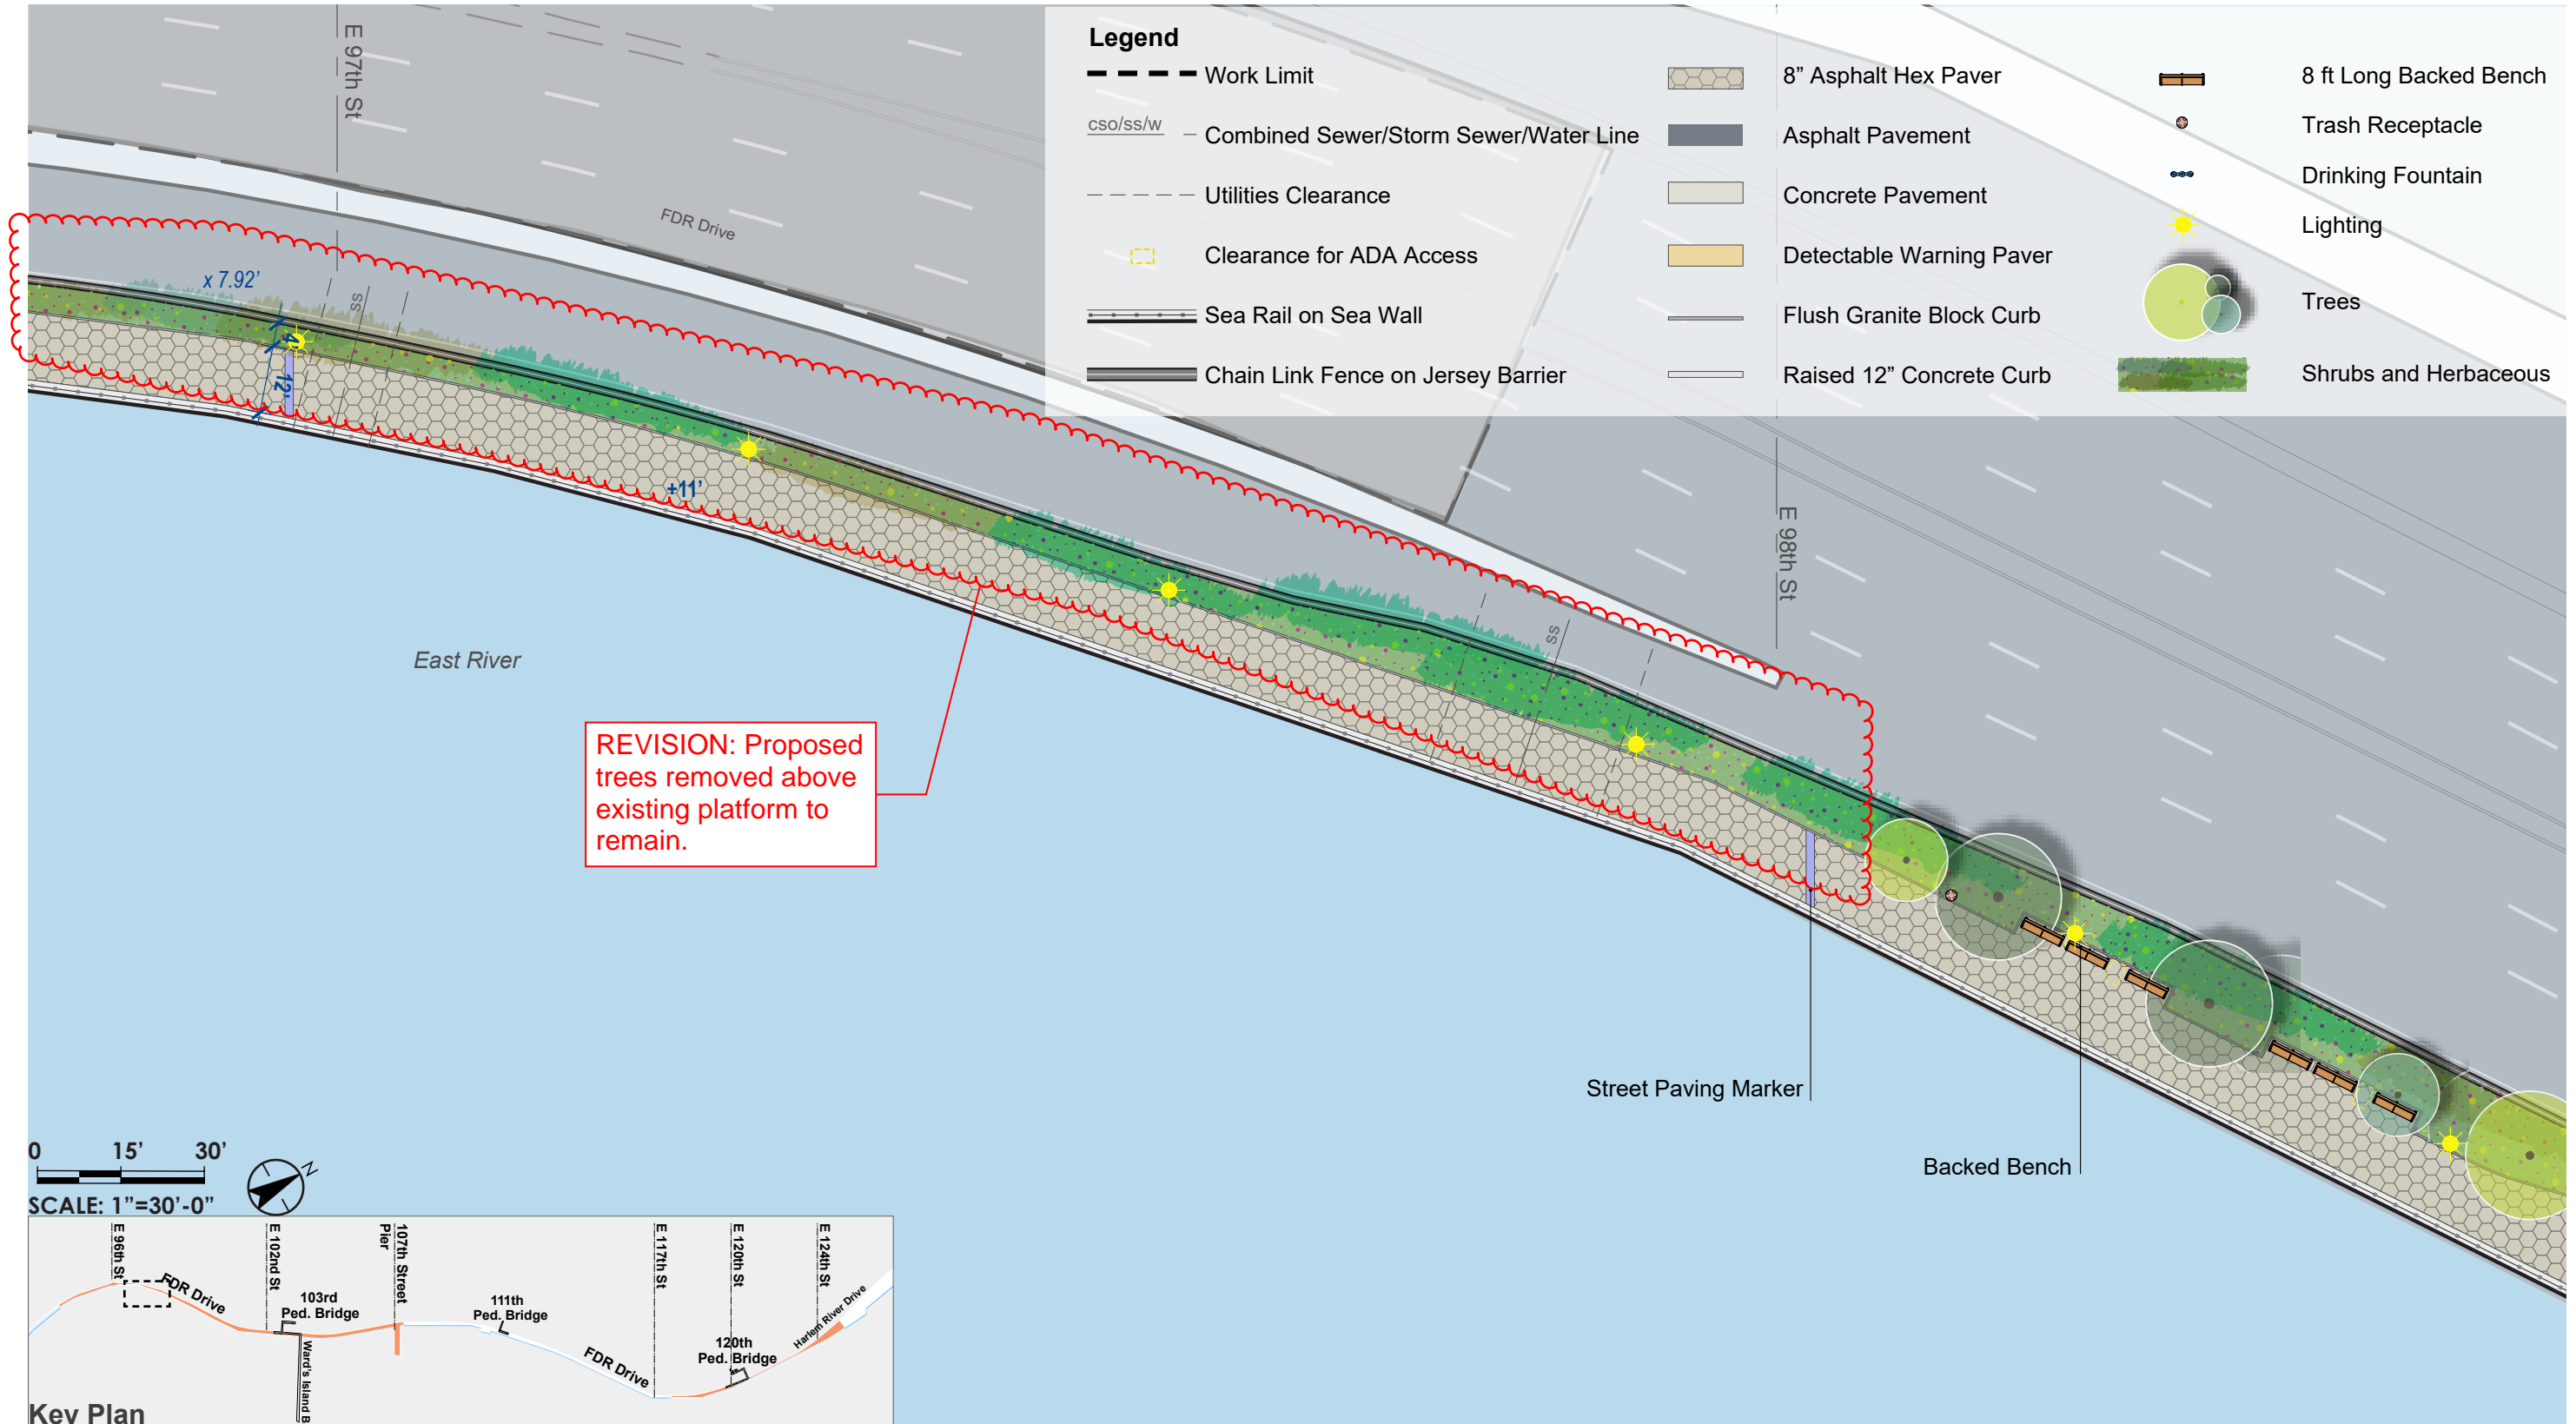 E 97th St
FDR Drive
x 7.92'
ss
4'
12'
+11'
Legend
Work Limit
cso/ss/w
Combined Sewer/Storm Sewer/Water Line
Utilities Clearance
Clearance for ADA Access
Sea Rail on Sea Wall
Chain Link Fence on Jersey Barrier
8” Asphalt Hex Paver
Asphalt Pavement
Concrete Pavement
Detectable Warning Paver
Flush Granite Block Curb
Raised 12” Concrete Curb
8 ft Long Backed Bench
Trash Receptacle
Drinking Fountain
Lighting
Trees
Shrubs and Herbaceous
E 98th St
ss
East River
REVISION: Proposed
trees removed above
existing platform to
remain.
Street Paving Marker
Backed Bench
0 15’ 30’
SCALE: 1”=30’-0”
N
E 96th St
E 102nd St
107th Street
Pier
E 117th St
E 120th St
E 124th St
FDR Drive
103rd
Ped. Bridge
111th
Ped. Bridge
Ward's Island B
FDR Drive
120th
Ped. Bridge
Harlem River Drive
Key Plan